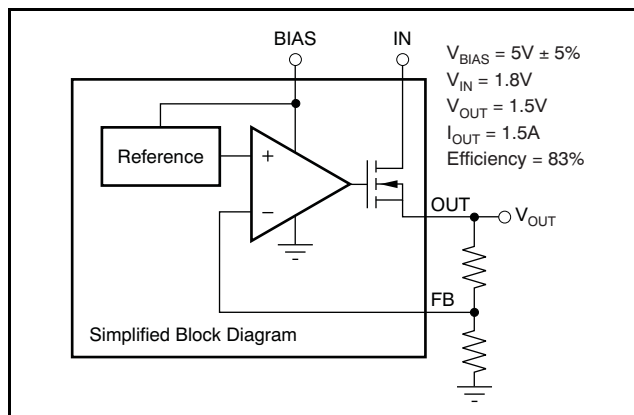 BIAS
IN
V_BIAS = 5V ± 5%
V_IN = 1.8V
V_OUT = 1.5V
I_OUT = 1.5A
Efficiency = 83%
Reference
+
−
OUT
V_OUT
FB
Simplified Block Diagram